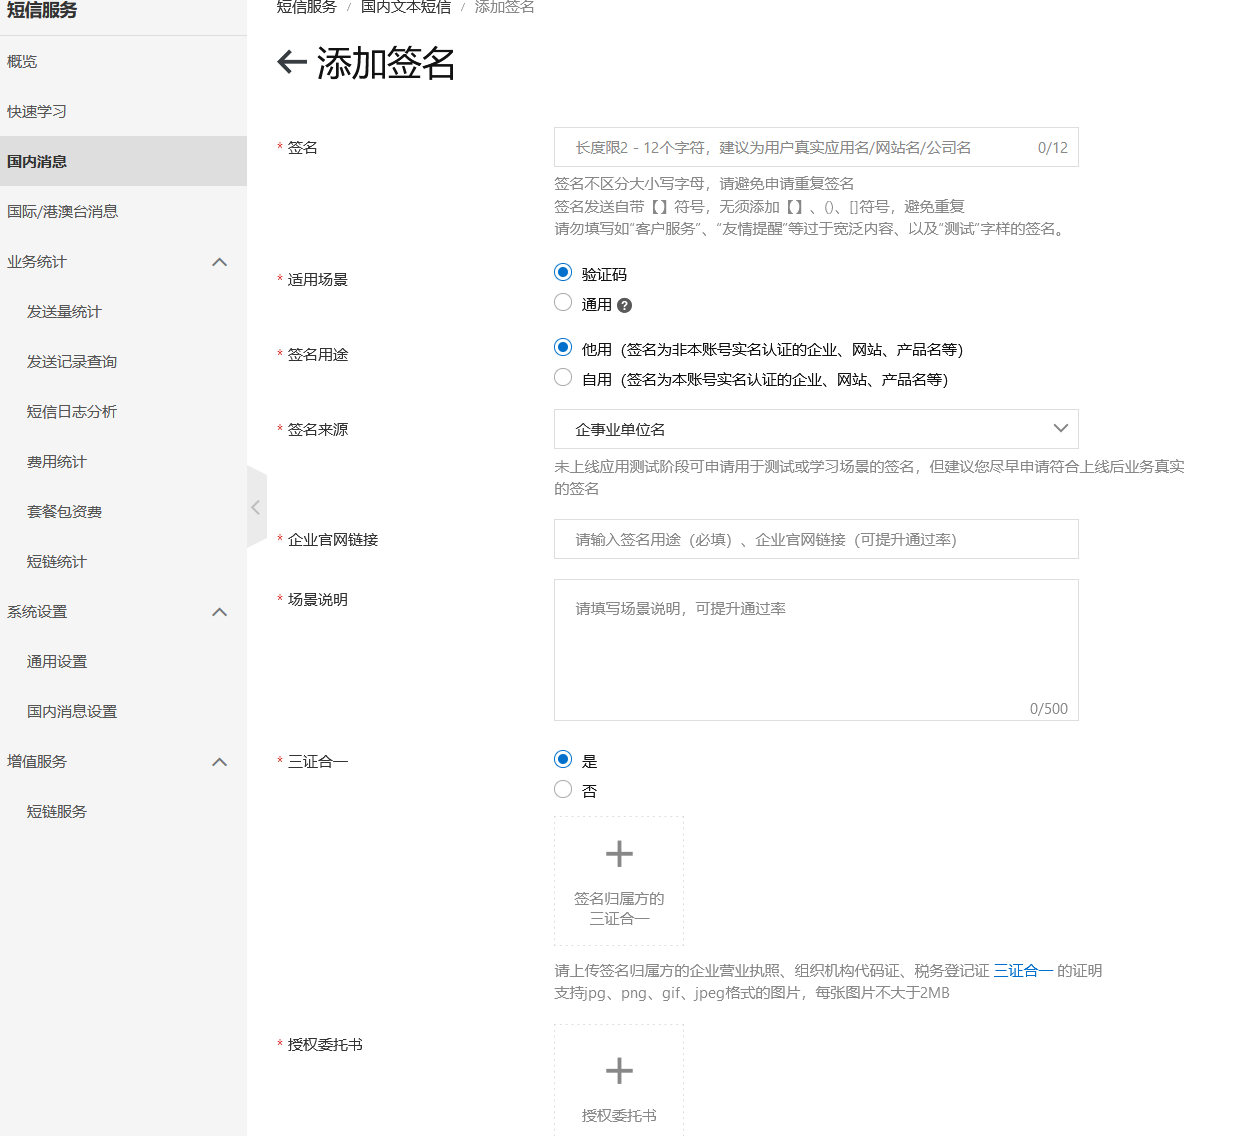 短信服务
概览
快速学习
国内消息
国际/港澳台消息
业务统计
发送量统计
发送记录查询
短信日志分析
费用统计
套餐包资费
短链统计
系统设置
通用设置
国内消息设置
增值服务
短链服务
短信服务 / 国内文本短信 / 添加签名
添加签名
* 签名
长度限2 - 12个字符，建议为用户真实应用名/网站名/公司名 0/12
签名不区分大小写字母，请避免申请重复签名
签名发送自带【】符号，无须添加【】、()、[]符号，避免重复
请勿填写如“客户服务”、“友情提醒”等过于宽泛内容、以及“测试”字样的签名。
* 适用场景
验证码
通用 ?
* 签名用途
他用（签名为非本账号实名认证的企业、网站、产品名等）
自用（签名为本账号实名认证的企业、网站、产品名等）
* 签名来源
企事业单位名
未上线应用测试阶段可申请用于测试或学习场景的签名，但建议您尽早申请符合上线后业务真实
的签名
* 企业官网链接
请输入签名用途（必填）、企业官网链接（可提升通过率）
* 场景说明
请填写场景说明，可提升通过率
0/500
* 三证合一
是
否
签名归属方的
三证合一
请上传签名归属方的企业营业执照、组织机构代码证、税务登记证 三证合一 的证明
支持jpg、png、gif、jpeg格式的图片，每张图片不大于2MB
* 授权委托书
授权委托书